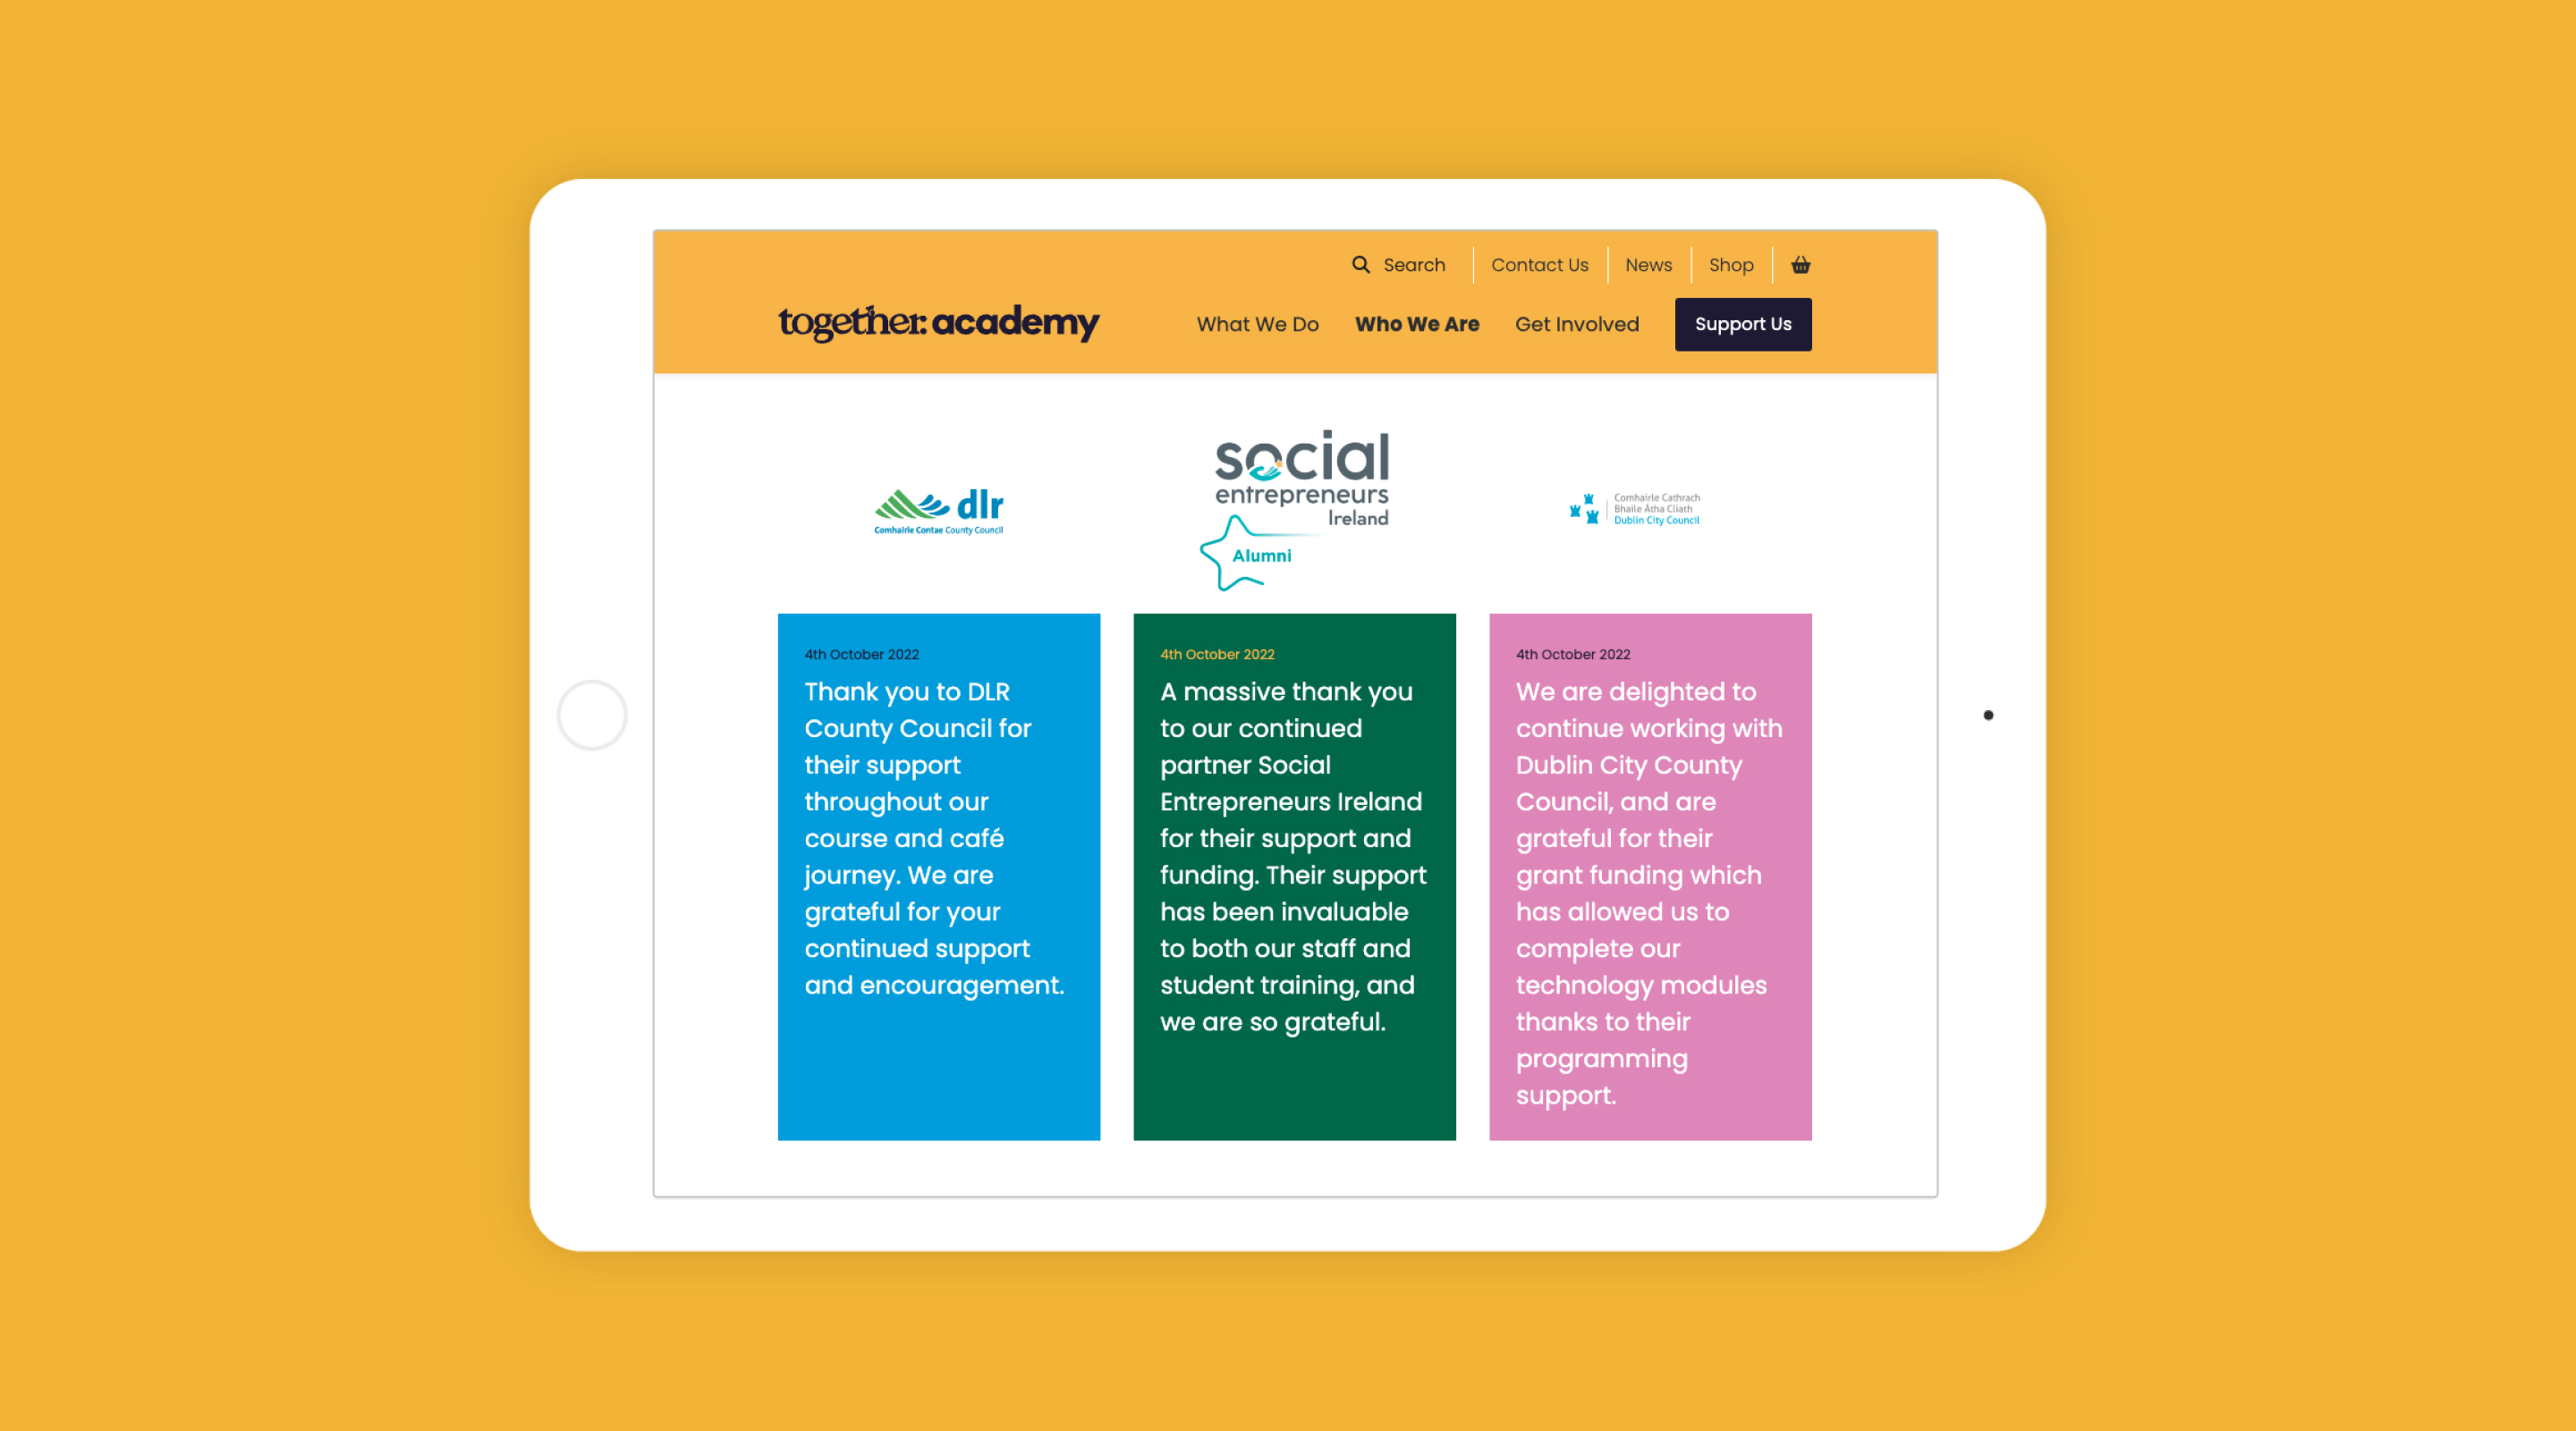 Search
Contact Us
News
Shop
together: academy
What We Do
Who We Are
Get Involved
Support Us
dlr
Comhairle Contae County Council
social
entrepreneurs
Ireland
Alumni
Comhairle Cathrach
Bhaile Átha Cliath
Dublin City Council
4th October 2022
Thank you to DLR
County Council for
their support
throughout our
course and café
journey. We are
grateful for your
continued support
and encouragement.
4th October 2022
A massive thank you
to our continued
partner Social
Entrepreneurs Ireland
for their support and
funding. Their support
has been invaluable
to both our staff and
student training, and
we are so grateful.
4th October 2022
We are delighted to
continue working with
Dublin City County
Council, and are
grateful for their
grant funding which
has allowed us to
complete our
technology modules
thanks to their
programming
support.